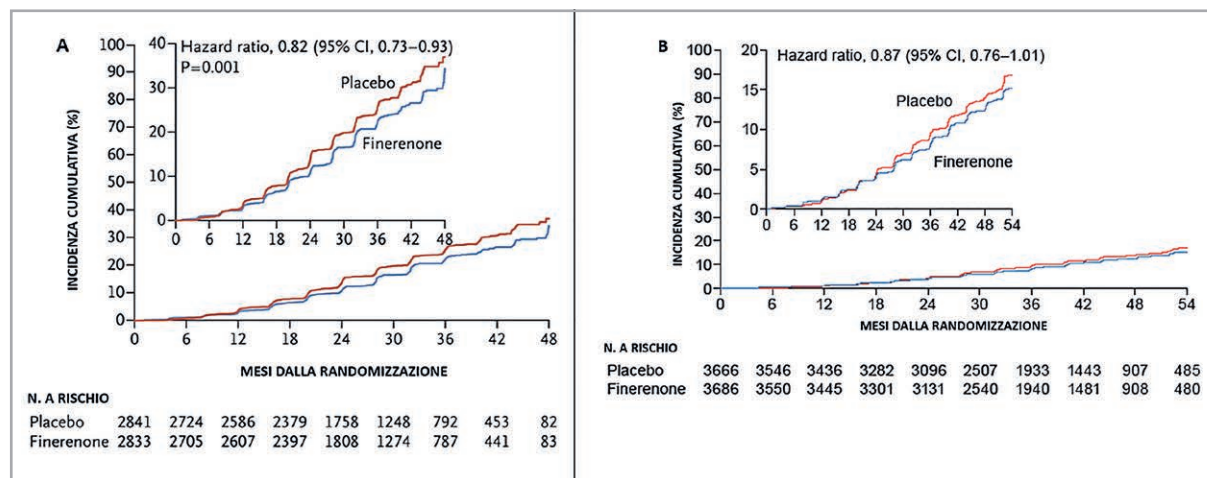 A
INCIDENZA CUMULATIVA (%)
100
90
80
70
60
50
40
30
20
10
0
40
30
20
10
0
Hazard ratio, 0.82 (95% CI, 0.73–0.93)
P=0.001
Placebo
Finerenone
0 6 12 18 24 30 36 42 48
0 6 12 18 24 30 36 42 48
MESI DALLA RANDOMIZZAZIONE
N. A RISCHIO
Placebo 2841 2724 2586 2379 1758 1248 792 453 82
Finerenone 2833 2705 2607 2397 1808 1274 787 441 83
B
INCIDENZA CUMULATIVA (%)
100
90
80
70
60
50
40
30
20
10
0
20
15
10
5
0
Hazard ratio, 0.87 (95% CI, 0.76–1.01)
Placebo
Finerenone
0 6 12 18 24 30 36 42 48 54
0 6 12 18 24 30 36 42 48 54
MESI DALLA RANDOMIZZAZIONE
N. A RISCHIO
Placebo 3666 3546 3436 3282 3096 2507 1933 1443 907 485
Finerenone 3686 3550 3445 3301 3131 2540 1940 1481 908 480